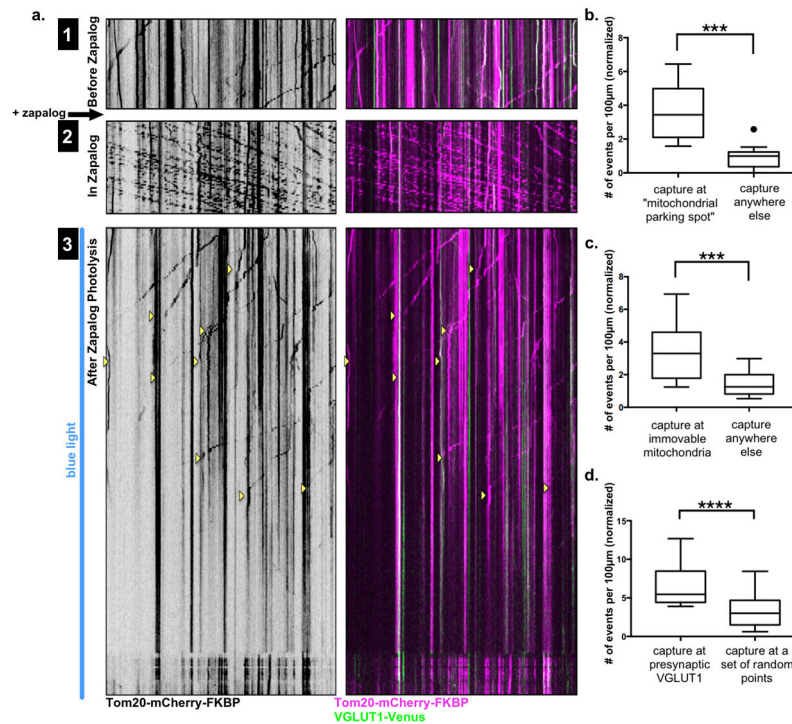 a.
1
Before Zapalog
+ zapalog
2
In Zapalog
3
After Zapalog Photolysis
blue light
Tom20-mCherry-FKBP
Tom20-mCherry-FKBP
VGLUT1-Venus
b.
# of events per 100µm (normalized)
***
8
6
4
2
0
capture at
"mitochondrial
parking spot"
capture
anywhere
else
c.
# of events per 100µm (normalized)
***
8
6
4
2
0
capture at
immovable
mitochondria
capture
anywhere
else
d.
# of events per 100µm (normalized)
****
15
10
5
0
capture at
presynaptic
VGLUT1
capture at a
set of random
points